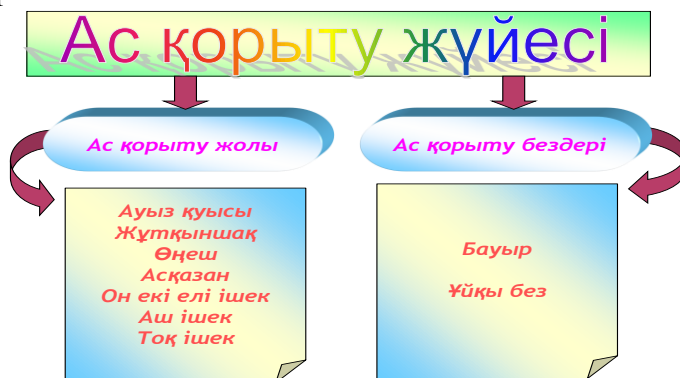 Ас қорыту жүйесі
Ас қорыту жолы
Ауыз қуысы
Жұтқыншақ
Өңеш
Асқазан
Он екі елі ішек
Аш ішек
Тоқ ішек
Ас қорыту бездері
Бауыр
Ұйқы без